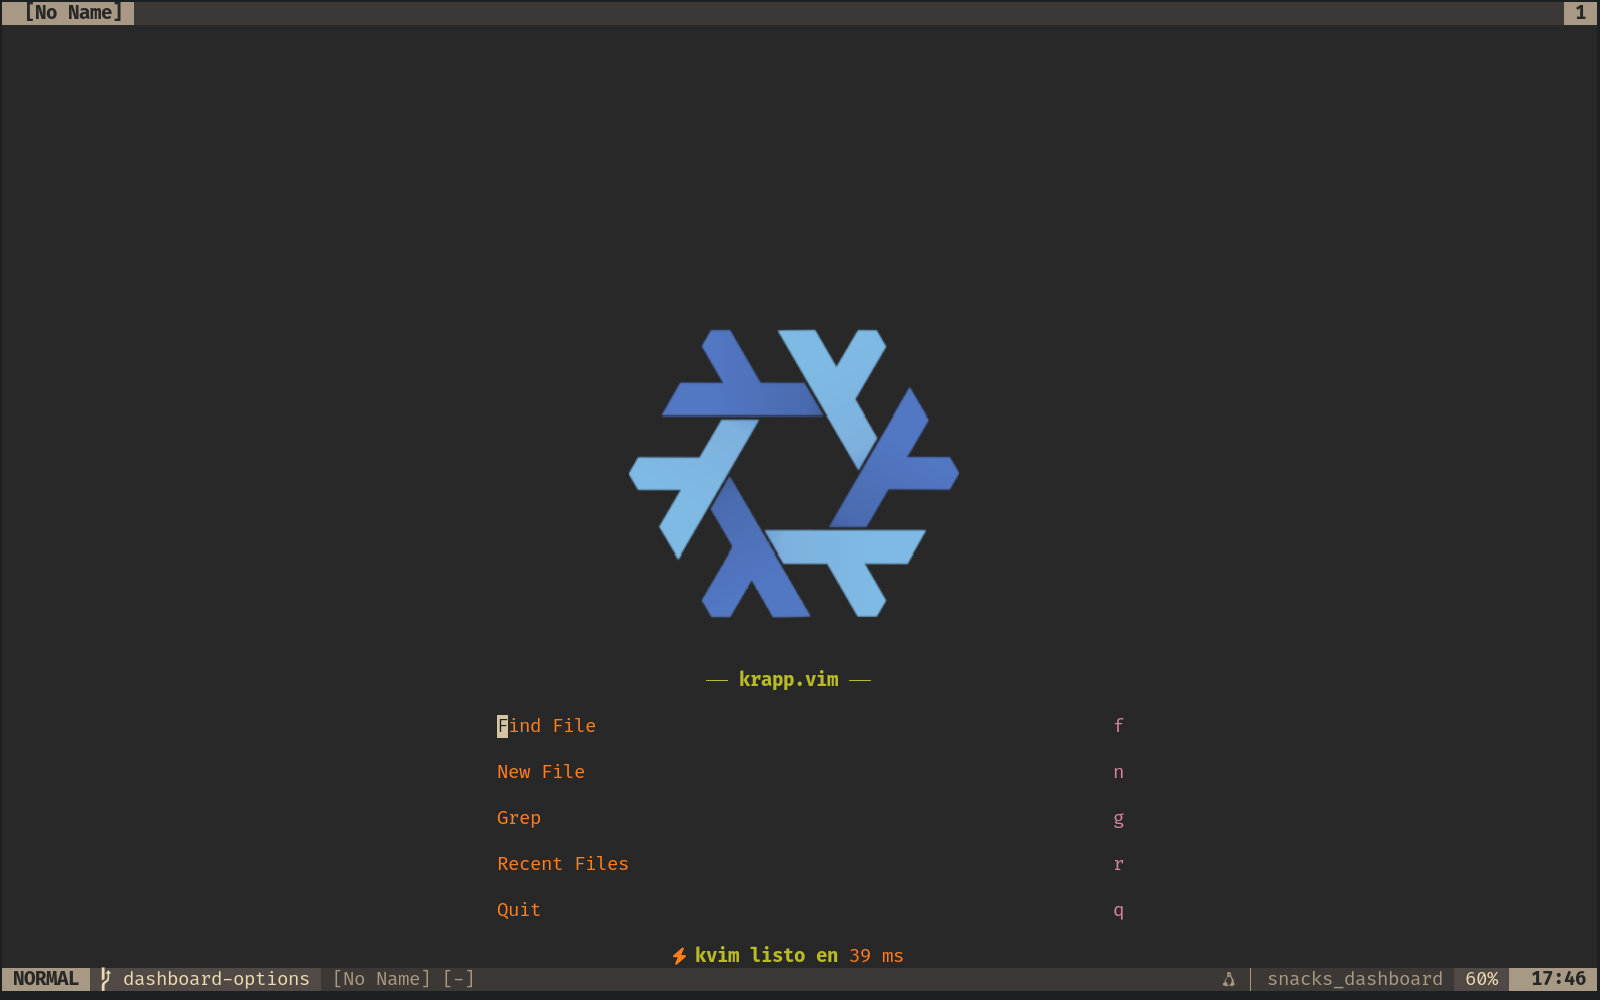 [No Name] 1
— krapp.vim —
Find File f
New File n
Grep g
Recent Files r
Quit q
kvim listo en 39 ms
NORMAL dashboard-options [No Name] [-] snacks_dashboard 60% 17:46